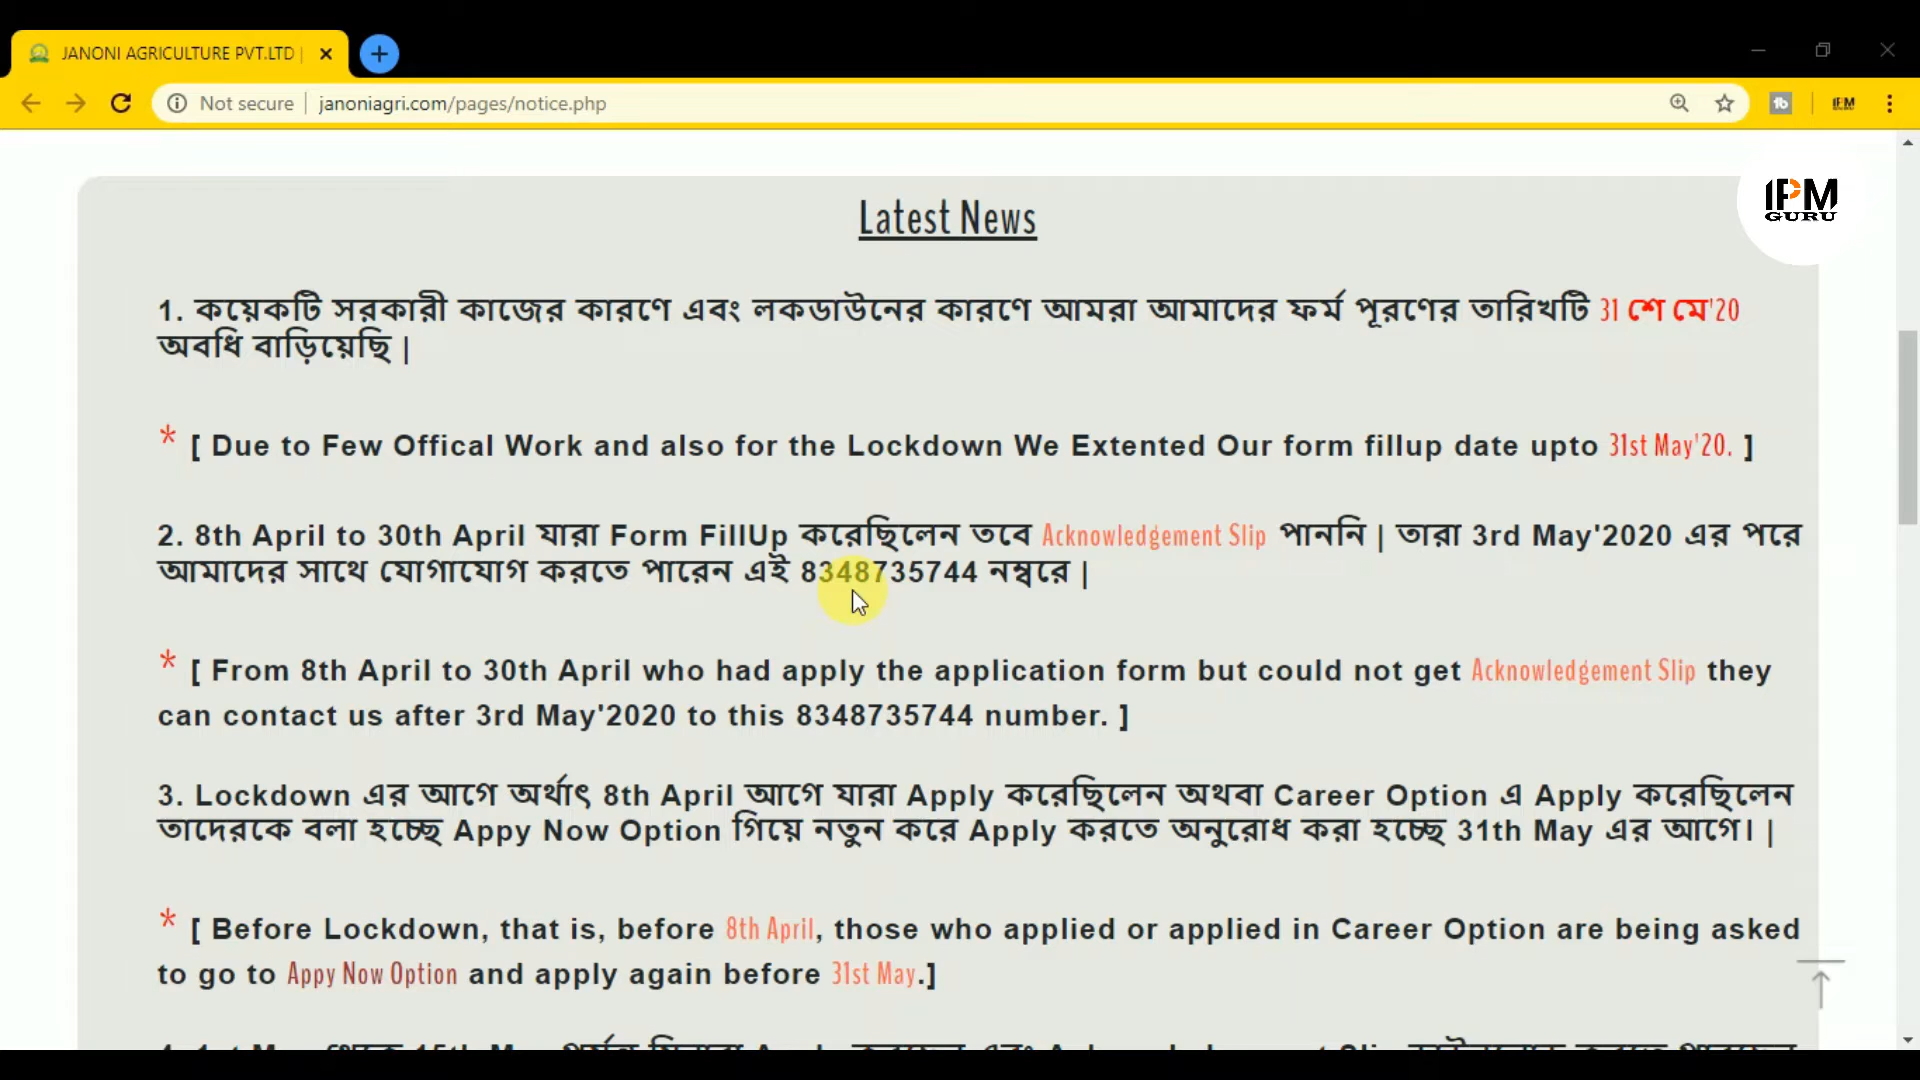 JANONI AGRICULTURE PVT.LTD |
Not secure | janoniagri.com/pages/notice.php
IPM
GURU
Latest News
1. কয়েকটি সরকারী কাজের কারণে এবং লকডাউনের কারণে আমরা আমাদের ফর্ম পূরণের তারিখটি 31 শে মে'20
অবধি বাড়িয়েছি |
* [ Due to Few Offical Work and also for the Lockdown We Extented Our form fillup date upto 31st May'20. ]
2. 8th April to 30th April যারা Form FillUp করেছিলেন তবে Acknowledgement Slip পাননি | তারা 3rd May'2020 এর পরে
আমাদের সাথে যোগাযোগ করতে পারেন এই 8348735744 নম্বরে |
* [ From 8th April to 30th April who had apply the application form but could not get Acknowledgement Slip they
can contact us after 3rd May'2020 to this 8348735744 number. ]
3. Lockdown এর আগে অর্থাৎ 8th April আগে যারা Apply করেছিলেন অথবা Career Option এ Apply করেছিলেন
তাদেরকে বলা হচ্ছে Appy Now Option গিয়ে নতুন করে Apply করতে অনুরোধ করা হচ্ছে 31th May এর আগে। |
* [ Before Lockdown, that is, before 8th April, those who applied or applied in Career Option are being asked
to go to Appy Now Option and apply again before 31st May.]